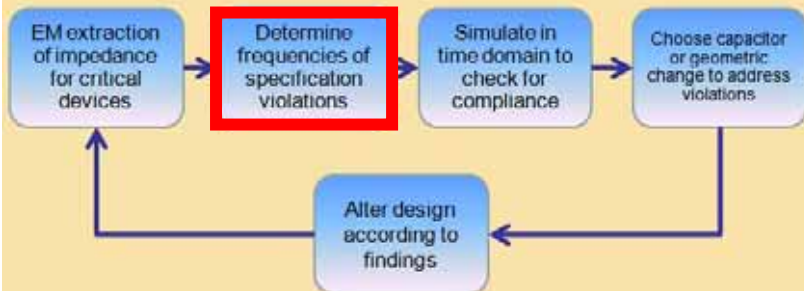 EM extraction
of impedance
for critical
devices
Determine
frequencies of
specification
violations
Simulate in
time domain to
check for
compliance
Choose capacitor
or geometric
change to address
violations
Alter design
according to
findings